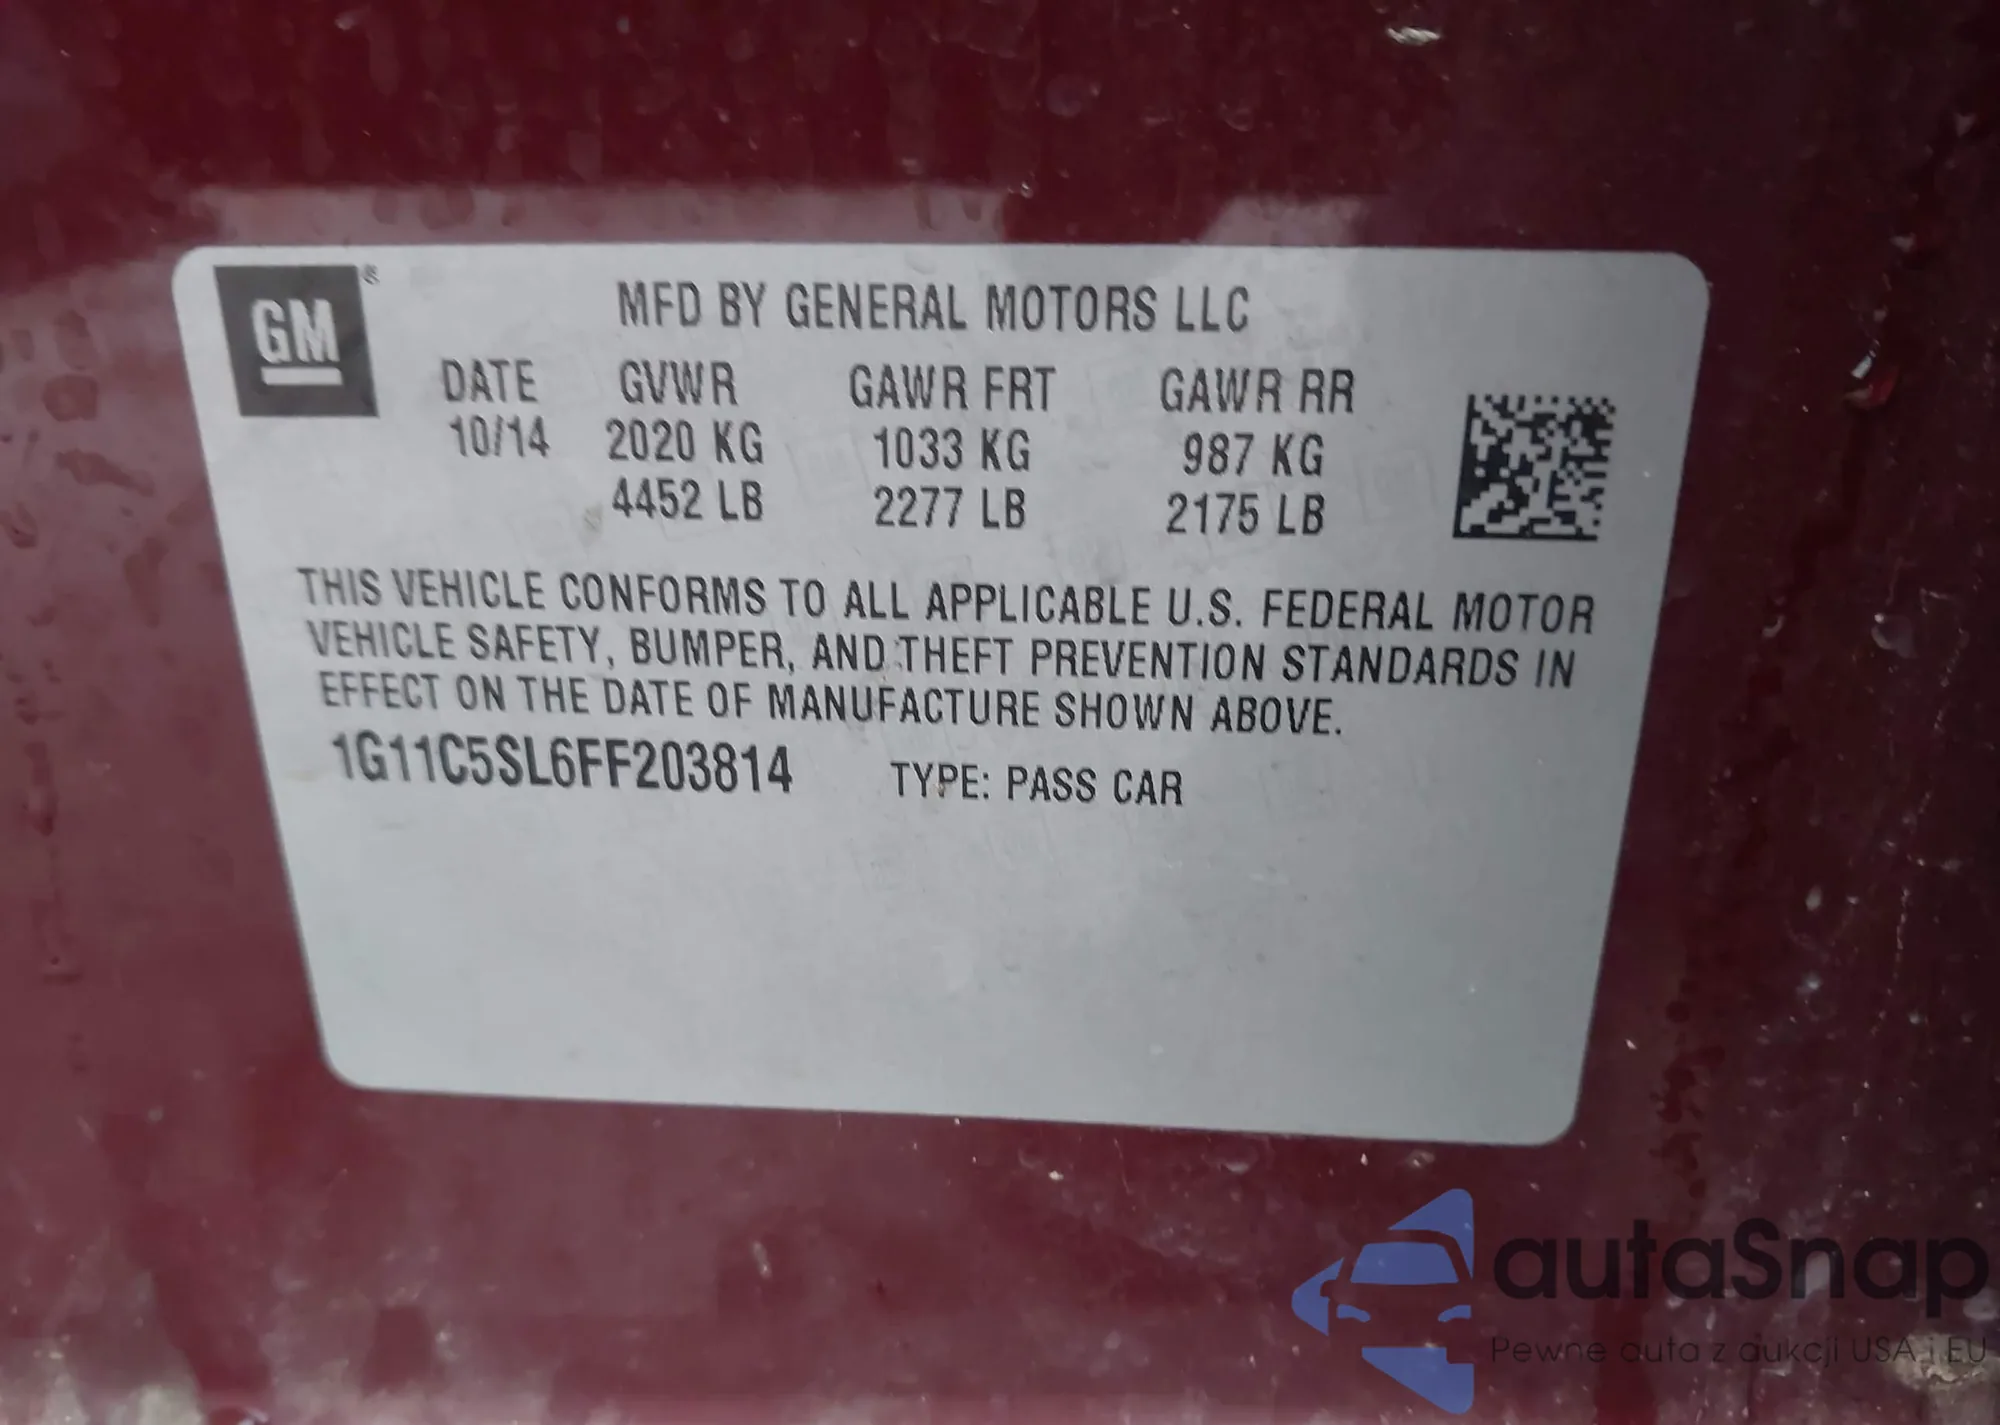 GM®
MFD BY GENERAL MOTORS LLC
DATE GVWR GAWR FRT GAWR RR
10/14 2020 KG 1033 KG 987 KG
4452 LB 2277 LB 2175 LB
THIS VEHICLE CONFORMS TO ALL APPLICABLE U.S. FEDERAL MOTOR
VEHICLE SAFETY, BUMPER, AND THEFT PREVENTION STANDARDS IN
EFFECT ON THE DATE OF MANUFACTURE SHOWN ABOVE.
1G11C5SL6FF203814 TYPE: PASS CAR
autaSnap
Pewne auta z aukcji USA i EU